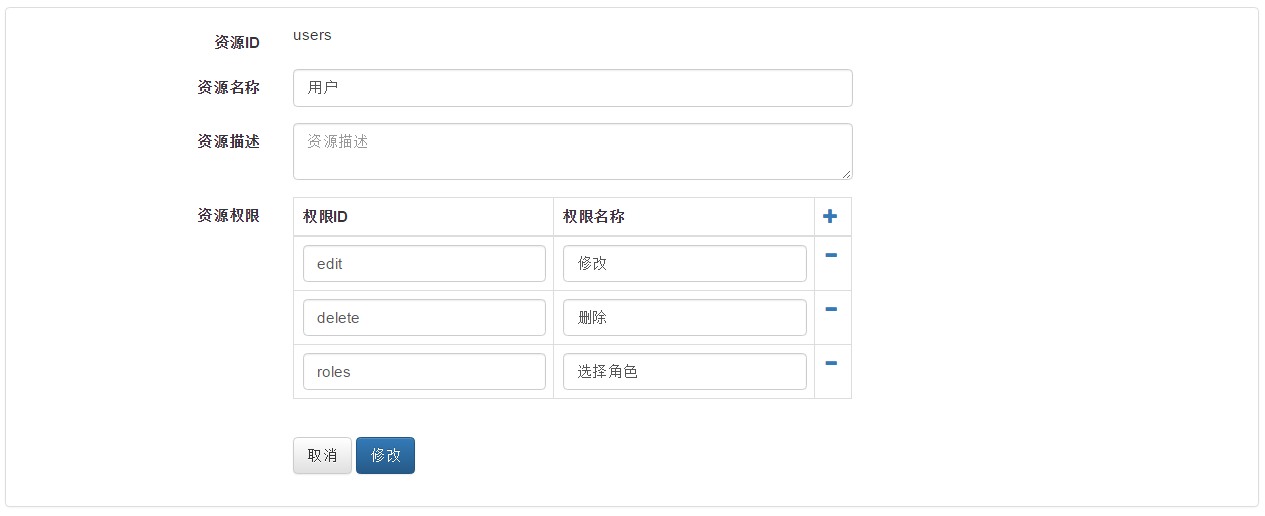 资源ID users
资源名称 用户
资源描述 资源描述
资源权限 权限ID 权限名称
edit 修改
delete 删除
roles 选择角色
取消 修改